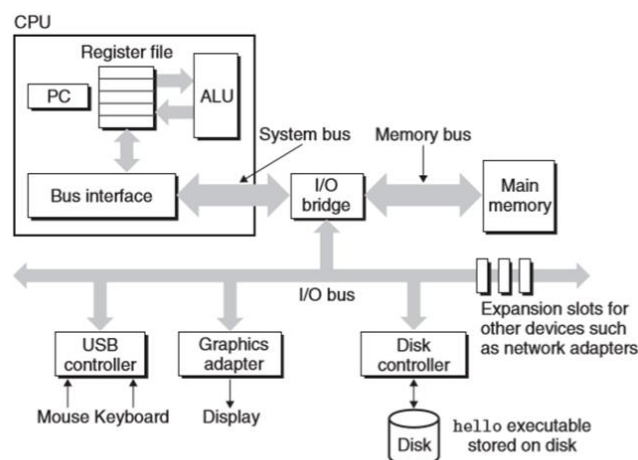 CPU
Register file
PC
ALU
System bus
Memory bus
Bus interface
I/O
bridge
Main
memory
I/O bus
Expansion slots for
other devices such
as network adapters
USB
controller
Graphics
adapter
Disk
controller
Mouse Keyboard
Display
Disk
hello executable
stored on disk